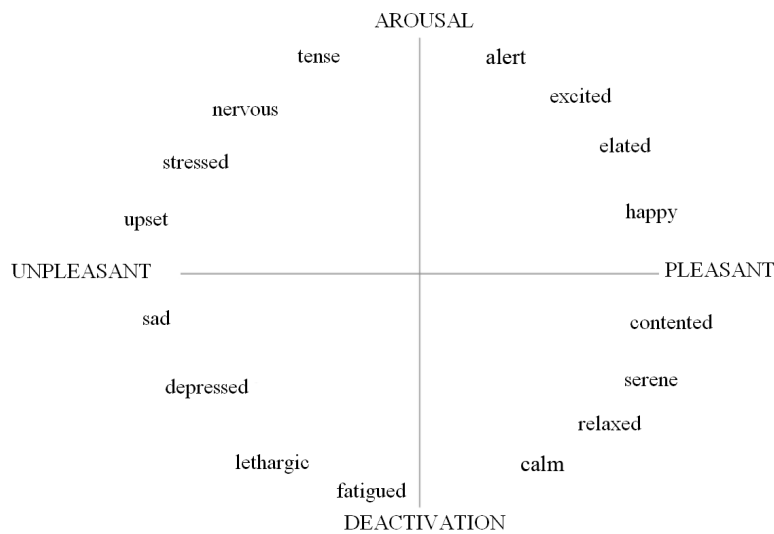 AROUSAL
tense alert
excited
nervous
elated
stressed
happy
upset
UNPLEASANT PLEASANT
sad
contented
serene
depressed
relaxed
lethargic calm
fatigued
DEACTIVATION